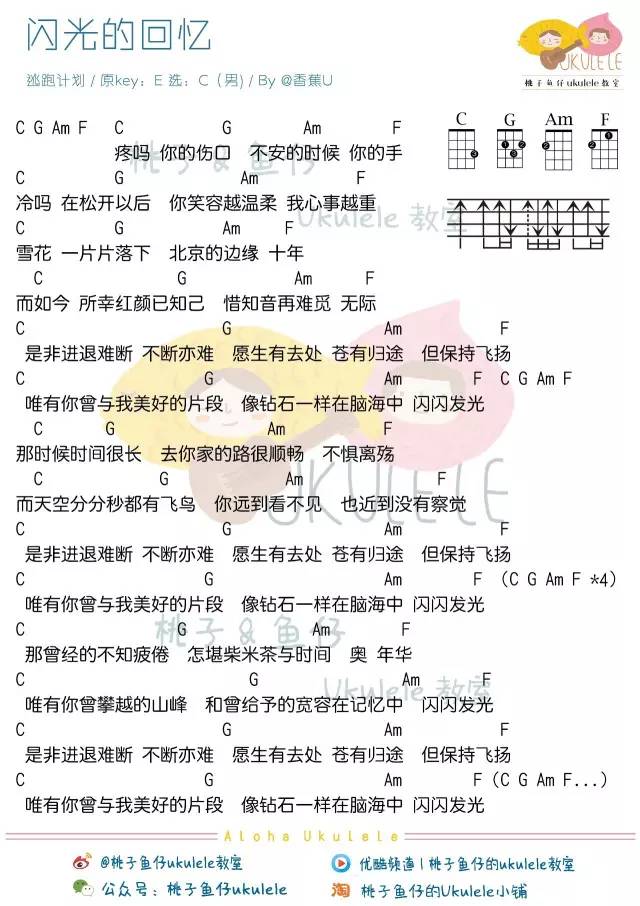 闪光的回忆
UKULELE
桃子鱼仔ukulele教室
逃跑计划 / 原key：E 选：C（男）/ By @香蕉U
C G Am F C G Am F
疼吗 你的伤口 不安的时候 你的手
C G Am F
C G Am F
冷吗 在松开以后 你笑容越温柔 我心事越重
C G Am F
雪花 一片片落下 北京的边缘 十年
C G Am F
而如今 所幸红颜已知己 惜知音再难觅 无际
C G Am F
是非进退难断 不断亦难 愿生有去处 苍有归途 但保持飞扬
C G Am F C G Am F
唯有你曾与我美好的片段 像钻石一样在脑海中 闪闪发光
C G Am F
那时候时间很长 去你家的路很顺畅 不惧离殇
C G Am F
而天空分分秒都有飞鸟 你远到看不见 也近到没有察觉
C G Am F
是非进退难断 不断亦难 愿生有去处 苍有归途 但保持飞扬
C G Am F （C G Am F *4）
唯有你曾与我美好的片段 像钻石一样在脑海中 闪闪发光
C G Am F
那曾经的不知疲倦 怎堪柴米茶与时间 奥 年华
C G Am F
唯有你曾攀越的山峰 和曾给予的宽容在记忆中 闪闪发光
C G Am F
是非进退难断 不断亦难 愿生有去处 苍有归途 但保持飞扬
C G Am F（C G Am F...）
唯有你曾与我美好的片段 像钻石一样在脑海中 闪闪发光
桃子&鱼仔
Ukulele 教室
UKULELE
桃子&鱼仔
Ukulele 教室
Aloha Ukulele
@桃子鱼仔ukulele教室
优酷频道 | 桃子鱼仔的ukulele教室
公众号：桃子鱼仔ukulele
淘 桃子鱼仔的Ukulele小铺